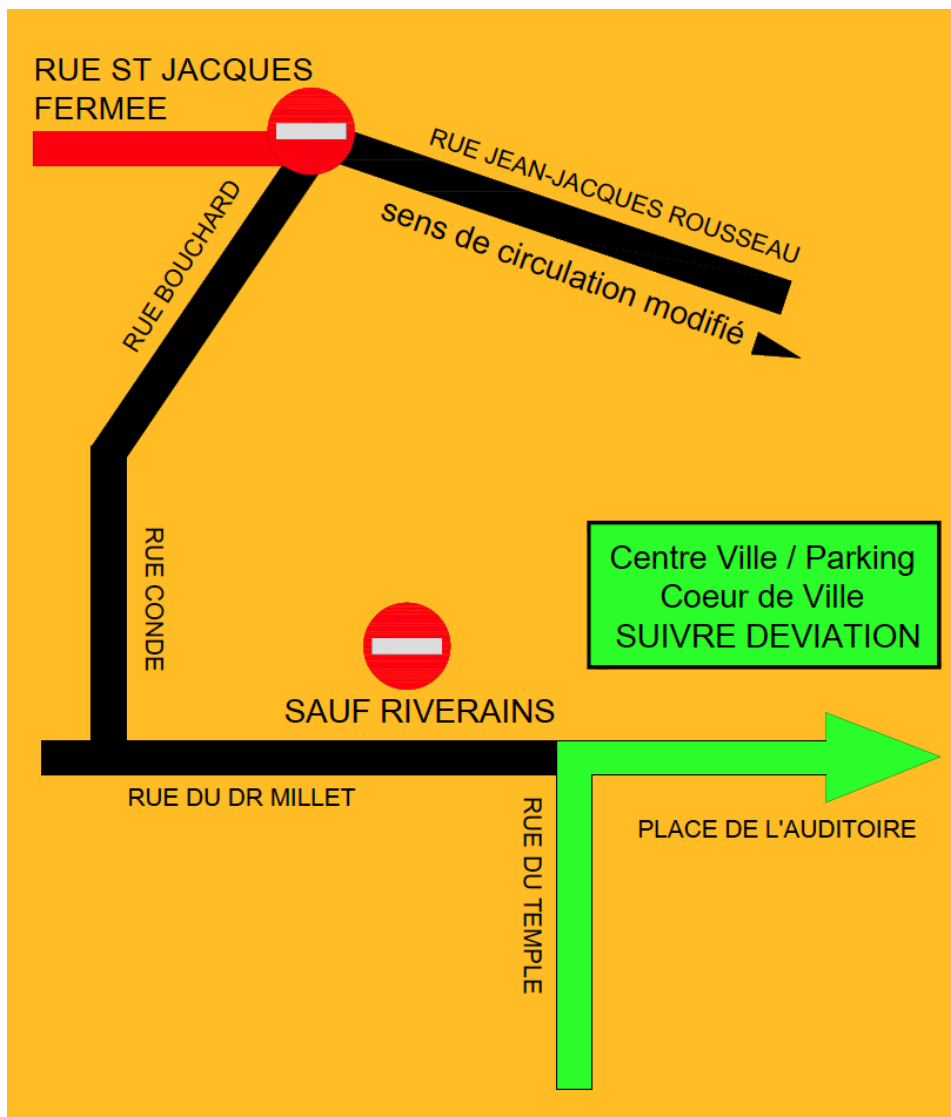 RUE ST JACQUES
FERMEE
RUE JEAN-JACQUES ROUSSEAU
sens de circulation modifié
RUE BOUCHARD
RUE CONDE
Centre Ville / Parking
Coeur de Ville
SUIVRE DEVIATION
SAUF RIVERAINS
RUE DU DR MILLET
RUE DU TEMPLE
PLACE DE L'AUDITOIRE